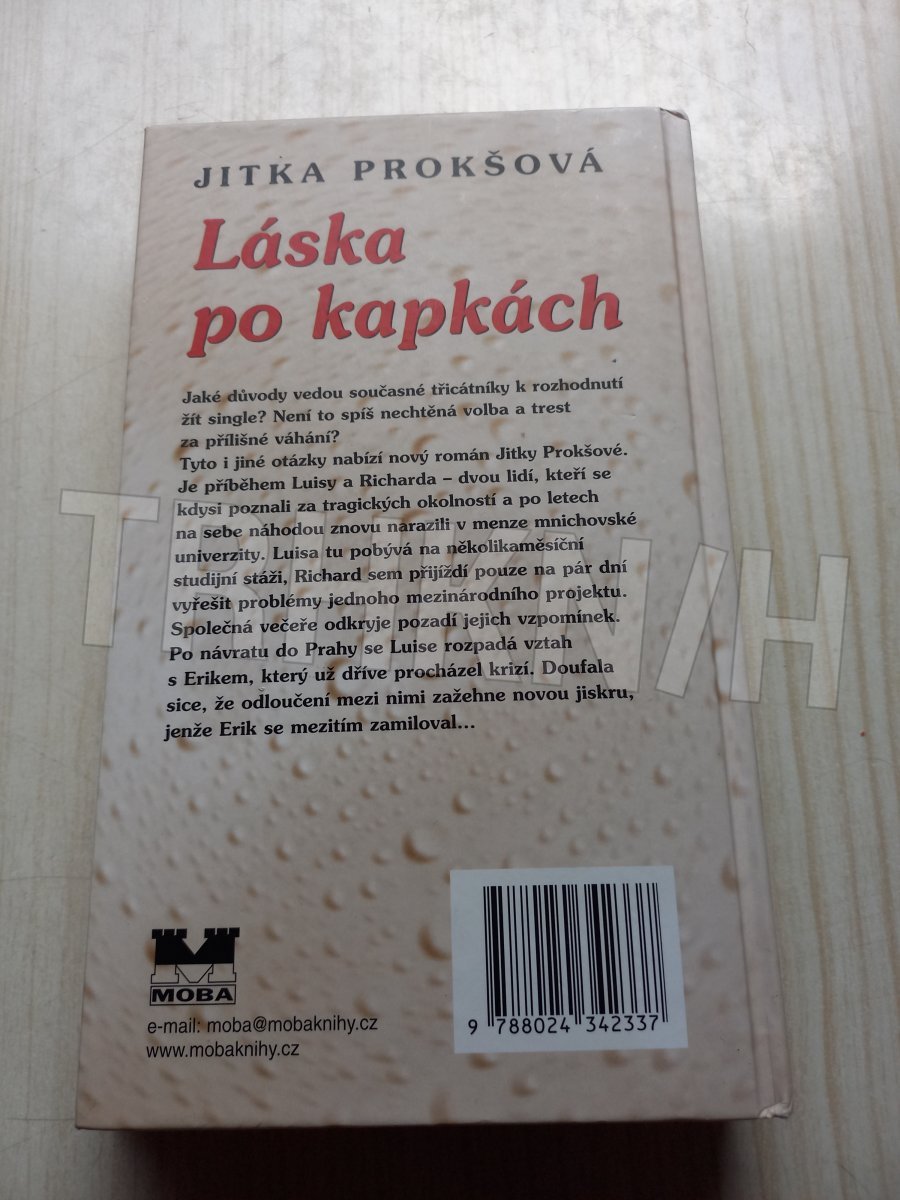 JITKA PROKŠOVÁ
Láska
po kapkách
Jaké důvody vedou současné třicátníky k rozhodnutí
žít single? Není to spíš nechtěná volba a trest
za přílišné váhání?
Tyto i jiné otázky nabízí nový román Jitky Prokšové.
Je příběhem Luisy a Richarda – dvou lidí, kteří se
kdysi poznali za tragických okolností a po letech
na sebe náhodou znovu narazili v menze mnichovské
univerzity. Luisa tu pobývá na několikaměsíční
studijní stáži, Richard sem přijíždí pouze na pár dní
vyřešit problémy jednoho mezinárodního projektu.
Společná večeře odkryje pozadí jejich vzpomínek.
Po návratu do Prahy se Luise rozpadá vztah
s Erikem, který už dříve procházel krizí. Doufala
sice, že odloučení mezi nimi zažehne novou jiskru,
jenže Erik se mezitím zamiloval...
MOBA
e-mail: moba@mobaknihy.cz
www.mobaknihy.cz
9 788024 342337